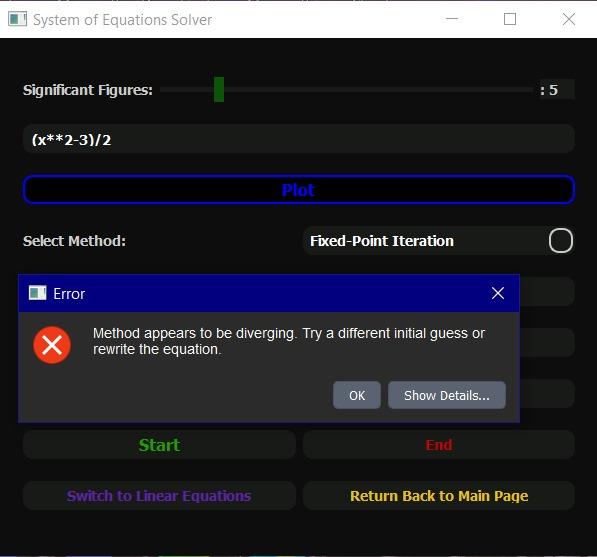 System of Equations Solver
Significant Figures:
: 5
(x**2-3)/2
Plot
Select Method:
Fixed-Point Iteration
Error
Method appears to be diverging. Try a different initial guess or
rewrite the equation.
OK
Show Details...
Start
End
Switch to Linear Equations
Return Back to Main Page